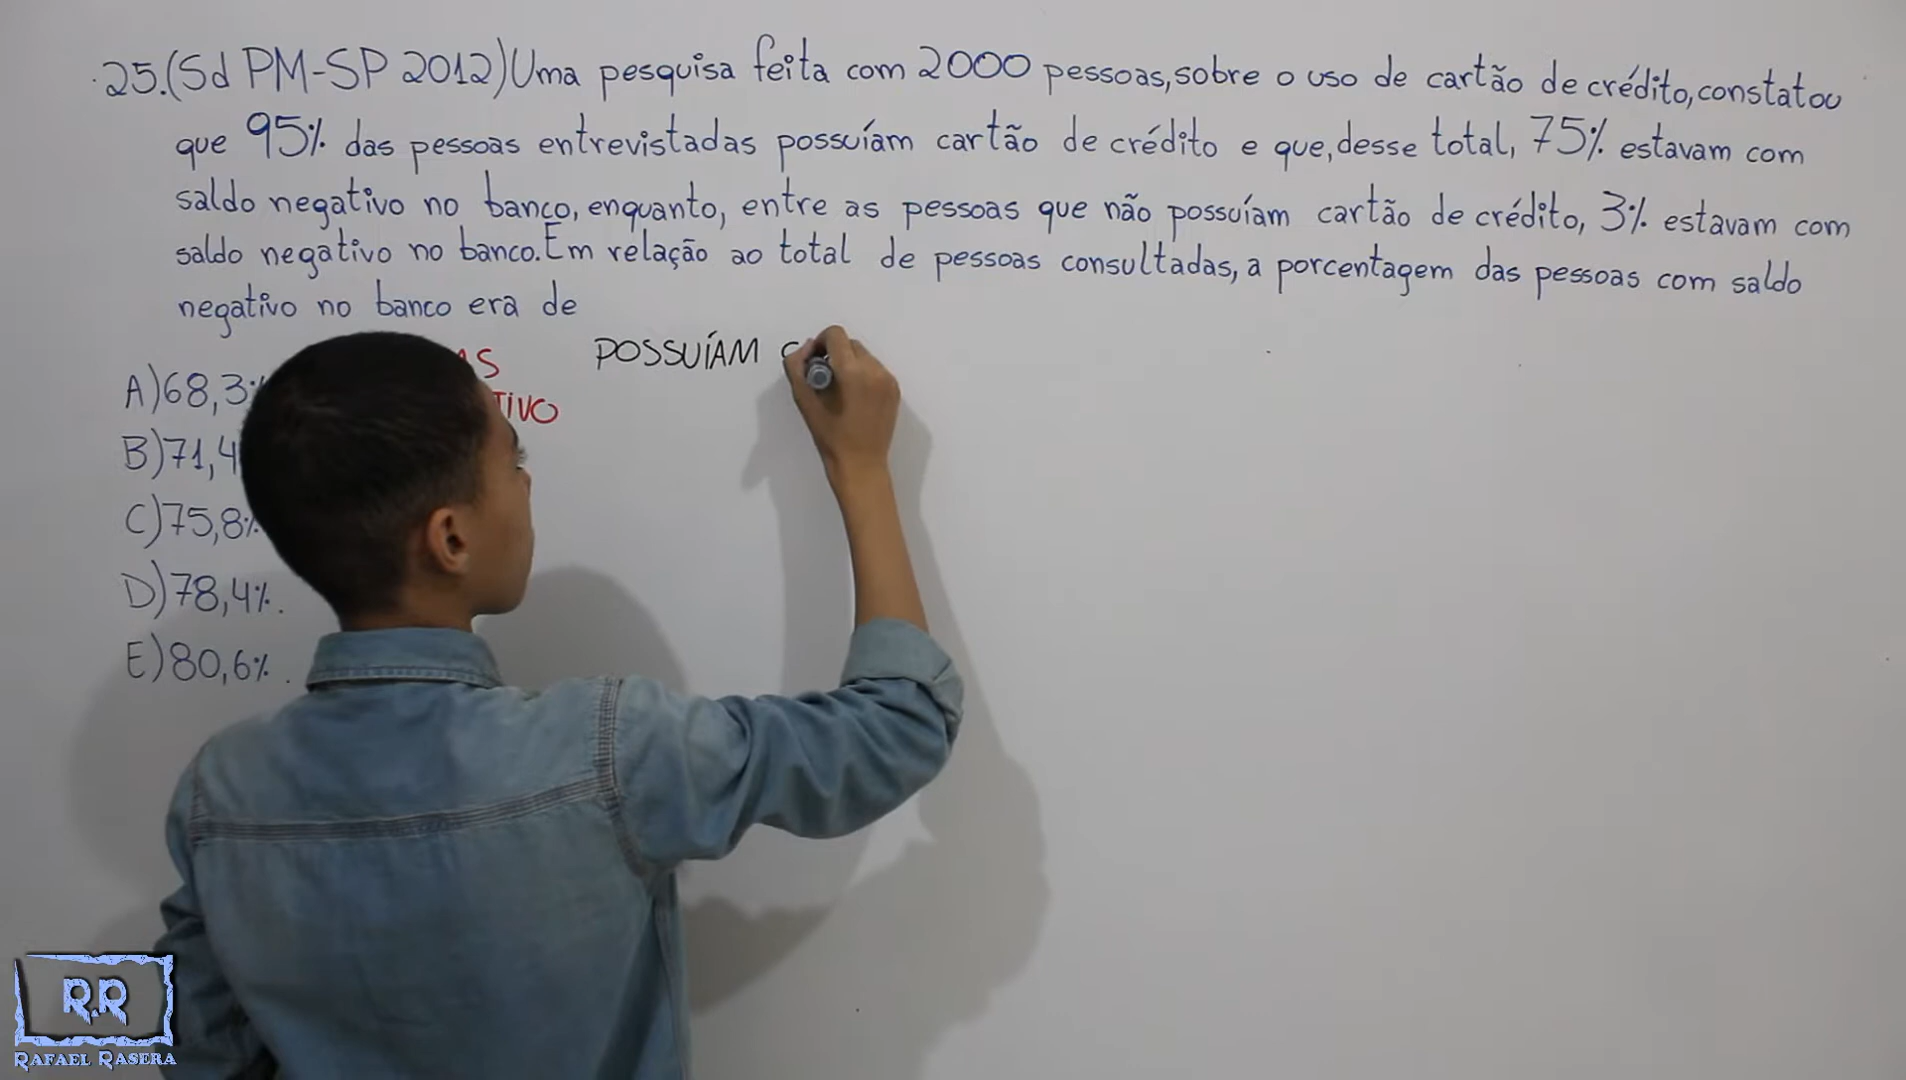 25.(Sd PM-SP 2012)Uma pesquisa feita com 2000 pessoas,sobre o uso de cartão de crédito,constatou
que 95% das pessoas entrevistadas possuíam cartão de crédito e que,desse total, 75% estavam com
saldo negativo no banco, enquanto, entre as pessoas que não possuíam cartão de crédito, 3% estavam com
saldo negativo no banco.Em relação ao total de pessoas consultadas, a porcentagem das pessoas com saldo
negativo no banco era de
POSSUÍAM
A)68,3%
B)71,4
C)75,8%
D)78,4%.
E)80,6%.
R.R
RAFAEL RASERA